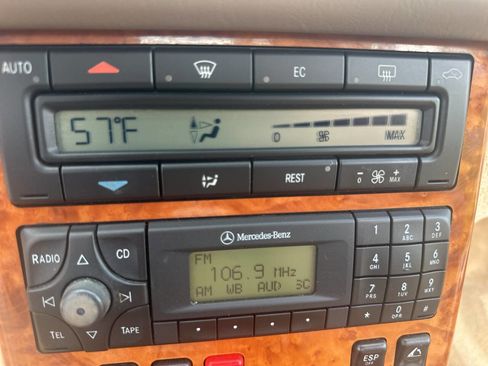 AUTO EC
57°F 0 MAX
REST - 0 + MAX
Mercedes-Benz
RADIO CD
FM
106.9 MHz
AM WB AUD SC
TEL TAPE
1 2 ABC 3 DEF
4 GHI 5 JKL 6 MNO
7 PRS 8 TUV 9 WXY
* 0 OPR #
ESP OFF